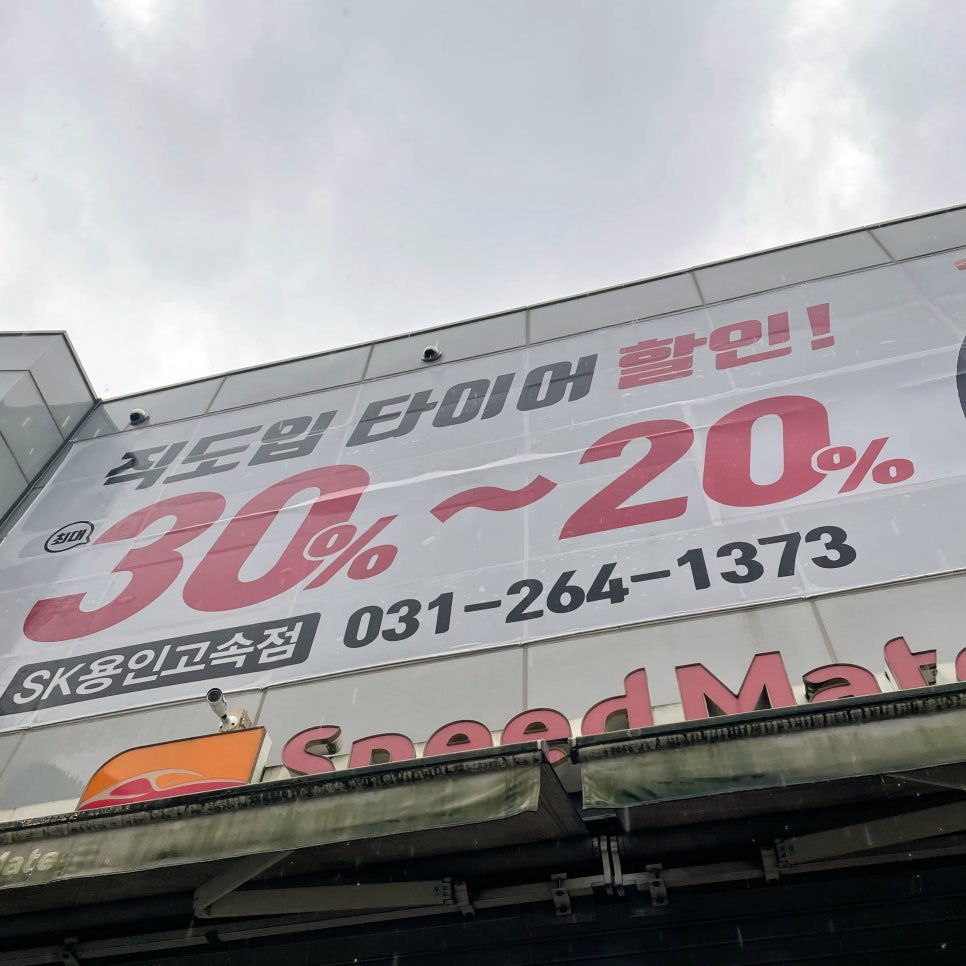 직도입 타이어 할인!
최대 30%~20%
SK용인고속점 031-264-1373
SpeedMate